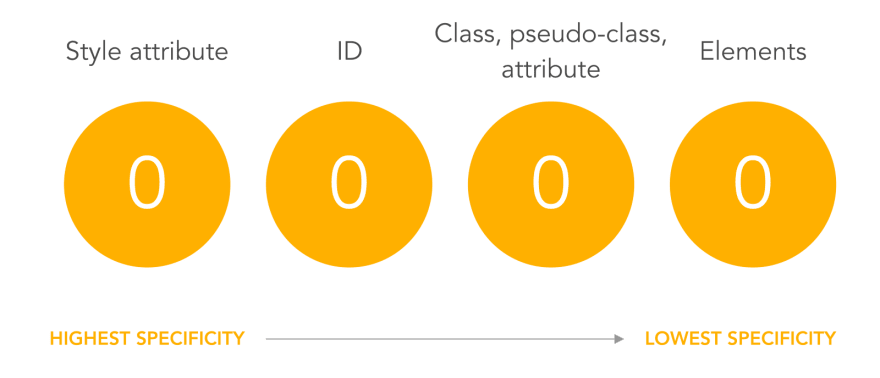 Style attribute
ID
Class, pseudo-class,
attribute
Elements
0
0
0
0
HIGHEST SPECIFICITY
LOWEST SPECIFICITY